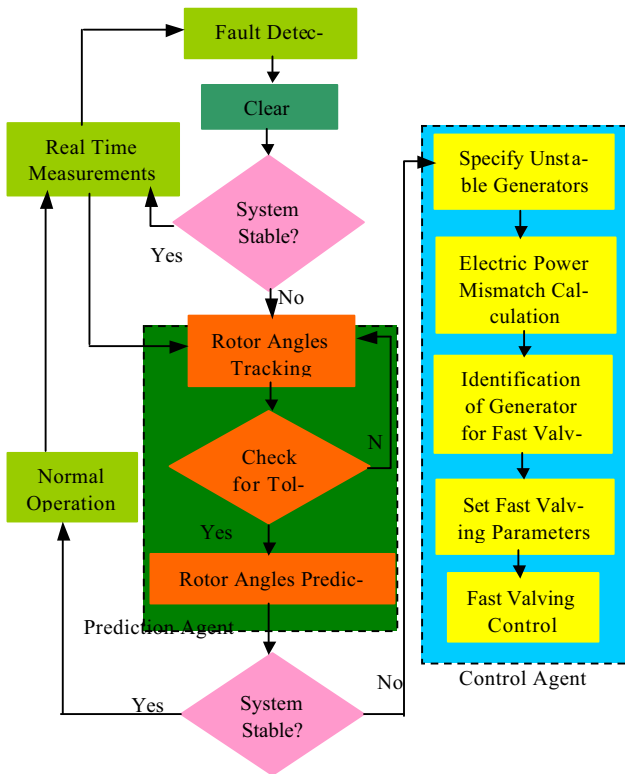 Fault Detec-
Clear
Real Time
Measurements
System
Stable?
Yes
No
Rotor Angles
Tracking
Check
for Tol-
N
Yes
Rotor Angles Predic-
Prediction Agent
Normal
Operation
System
Stable?
Yes
No
Specify Unsta-
ble Generators
Electric Power
Mismatch Cal-
culation
Identification
of Generator
for Fast Valv-
Set Fast Valv-
ing Parameters
Fast Valving
Control
Control Agent